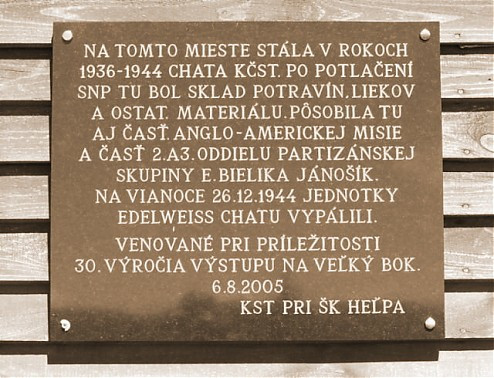 NA TOMTO MIESTE STÁLA V ROKOCH
1936-1944 CHATA KČST. PO POTLAČENÍ
SNP TU BOL SKLAD POTRAVÍN, LIEKOV
A OSTAT. MATERIÁLU. PÔSOBILA TU
AJ ČASŤ ANGLO-AMERICKEJ MISIE
A ČASŤ 2. A 3. ODDIELU PARTIZÁNSKEJ
SKUPINY E. BIELIKA JÁNOŠÍK.
NA VIANOCE 26.12.1944 JEDNOTKY
EDELWEISS CHATU VYPÁLILI.
VENOVANÉ PRI PRÍLEŽITOSTI
30. VÝROČIA VÝSTUPU NA VEĽKÝ BOK.
6.8.2005
KST PRI ŠK HEĽPA